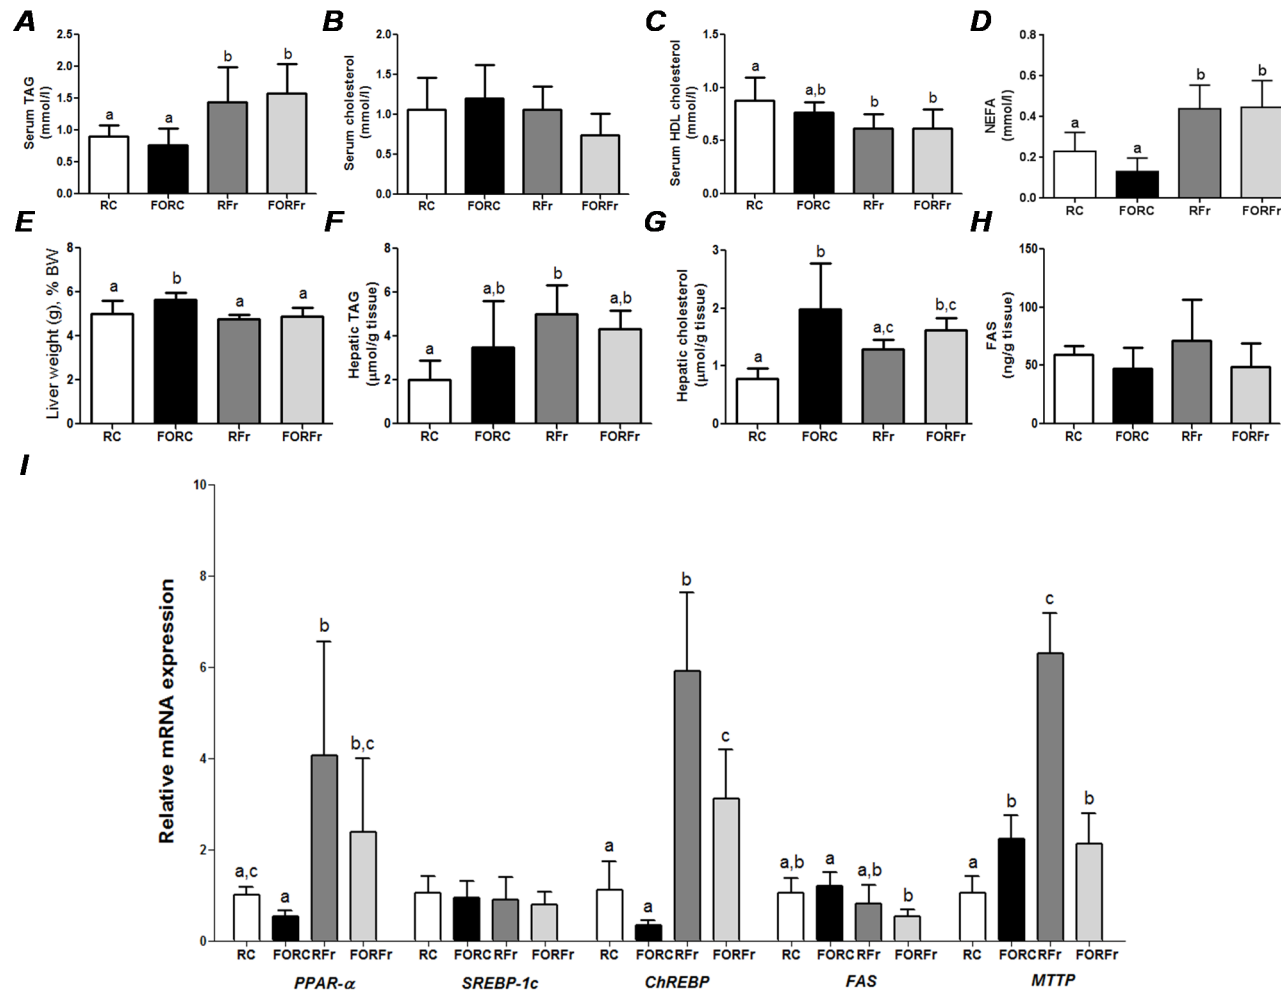 A
B
C
D
Serum TAG
(mmol/l)
2.5
2.0
1.5
1.0
0.5
0.0
a
a
b
b
RC
FORC
RFr
FORFr
Serum cholesterol
(mmol/l)
2.0
1.5
1.0
0.5
0.0
RC
FORC
RFr
FORFr
Serum HDL cholesterol
(mmol/l)
1.5
1.0
0.5
0.0
a
a,b
b
b
RC
FORC
RFr
FORFr
NEFA
(mmol/l)
0.8
0.6
0.4
0.2
0.0
a
a
b
b
RC
FORC
RFr
FORFr
E
F
G
H
Liver weight (g), % BW
8
6
4
2
0
a
b
a
a
RC
FORC
RFr
FORFr
Hepatic TAG
(μmol/g tissue)
8
6
4
2
0
a
a,b
b
a,b
RC
FORC
RFr
FORFr
Hepatic cholesterol
(μmol/g tissue)
3
2
1
0
a
b
a,c
b,c
RC
FORC
RFr
FORFr
FAS
(ng/g tissue)
150
100
50
0
RC
FORC
RFr
FORFr
I
Relative mRNA expression
10
8
6
4
2
0
a,c
a
b
b,c
a
a
b
c
a,b
a
a,b
b
a
b
c
b
RC FORC RFr FORFr RC FORC RFr FORFr RC FORC RFr FORFr RC FORC RFr FORFr RC FORC RFr FORFr
PPAR-α SREBP-1c ChREBP FAS MTTP